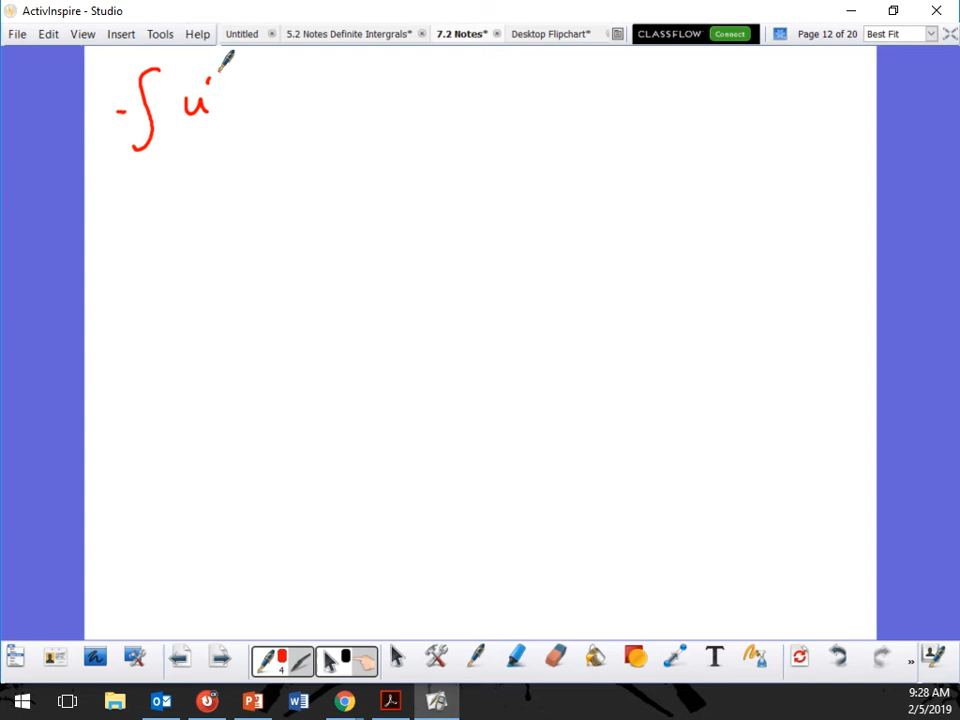 ActivInspire - Studio
File Edit View Insert Tools Help Untitled 5.2 Notes Definite Intergrals* 7.2 Notes* Desktop Flipchart* CLASSFLOW Connect Page 12 of 20 Best Fit
-∫ u
4
T
»
9:28 AM
2/5/2019